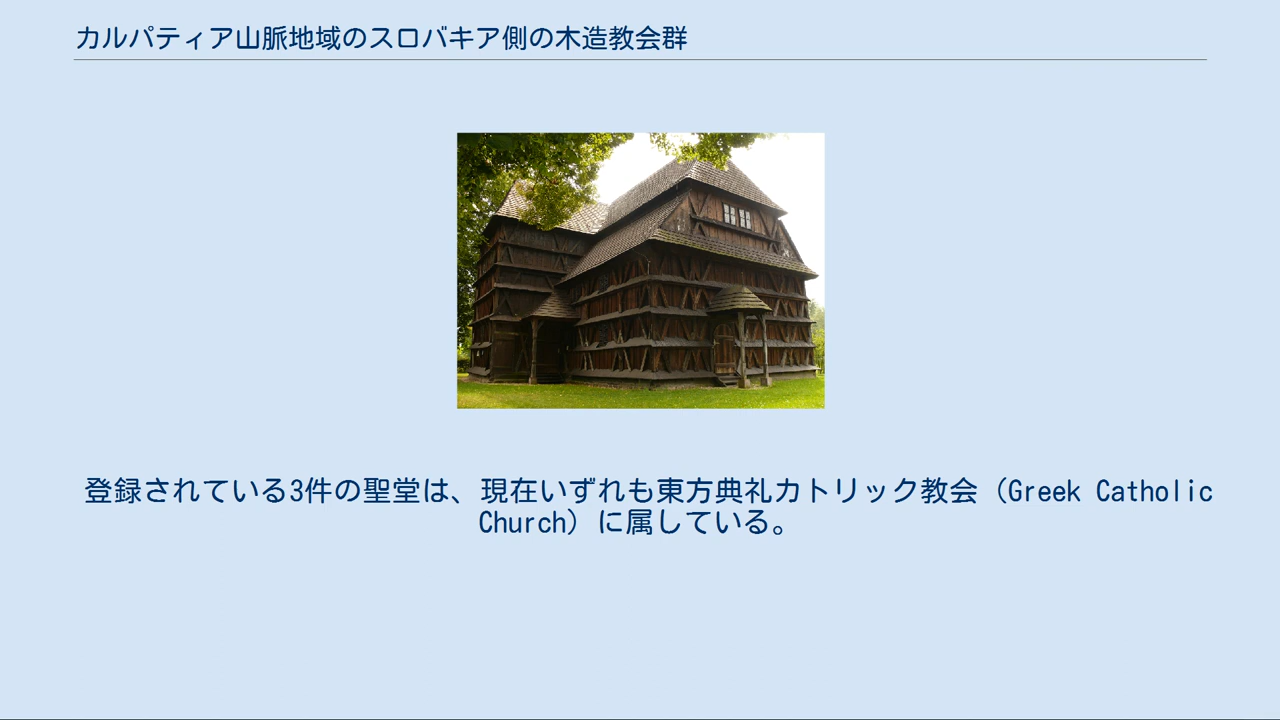 カルパティア山脈地域のスロバキア側の木造教会群
登録されている3件の聖堂は、現在いずれも東方典礼カトリック教会（Greek Catholic
Church）に属している。